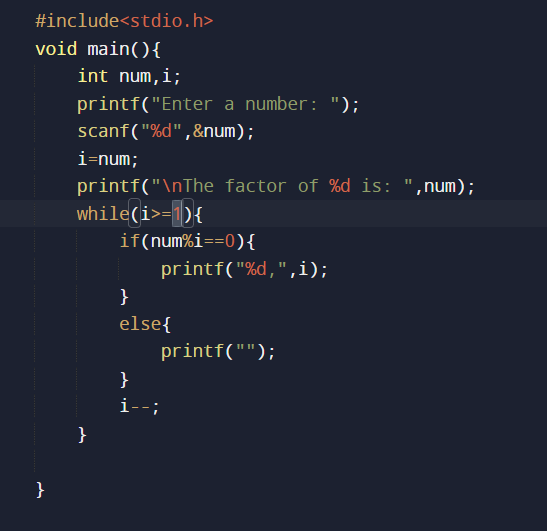 #include<stdio.h>
void main(){
    int num,i;
    printf("Enter a number: ");
    scanf("%d",&num);
    i=num;
    printf("\nThe factor of %d is: ",num);
    while(i>=1){
        if(num%i==0){
            printf("%d,",i);
        }
        else{
            printf("");
        }
        i--;
    }
}